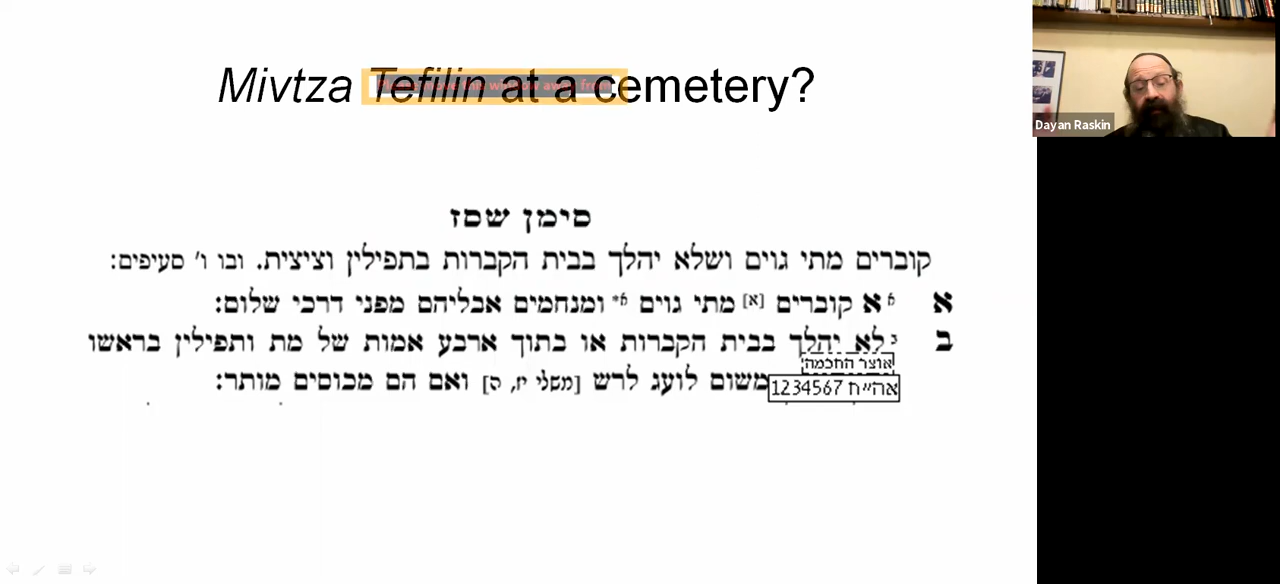 Mivtza Tefilin at a cemetery?
Dayan Raskin
סימן שסז
קוברים מתי גוים ושלא יהלך בבית הקברות בתפילין וציצית. ובו ו' סעיפים:
א א א קוברים [א] מתי גוים א* ומנחמים אבליהם מפני דרכי שלום:
ב ב לא יהלך בבית הקברות או בתוך ארבע אמות של מת ותפילין בראשו
משום לועג לרש [משלי יז, ה] ואם הם מכוסים מותר:
אוצר החכמה
אה״ח 1234567